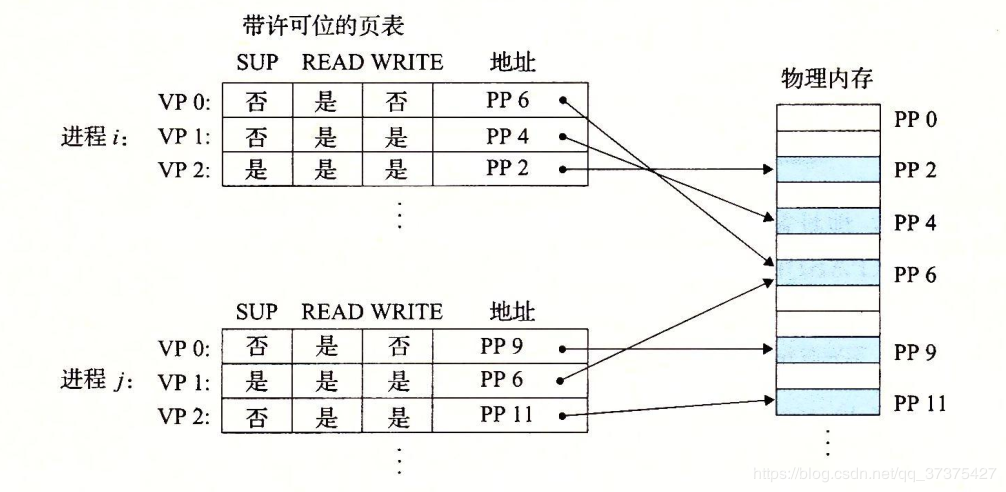 带许可位的页表
SUP READ WRITE 地址
物理内存
进程 i:
VP 0: 否 是 否 PP 6
VP 1: 否 是 是 PP 4
VP 2: 是 是 是 PP 2
⋮
PP 0
PP 2
PP 4
PP 6
PP 9
PP 11
⋮
SUP READ WRITE 地址
进程 j:
VP 0: 否 是 否 PP 9
VP 1: 是 是 是 PP 6
VP 2: 否 是 是 PP 11
⋮
https://blog.csdn.net/qq_37375427